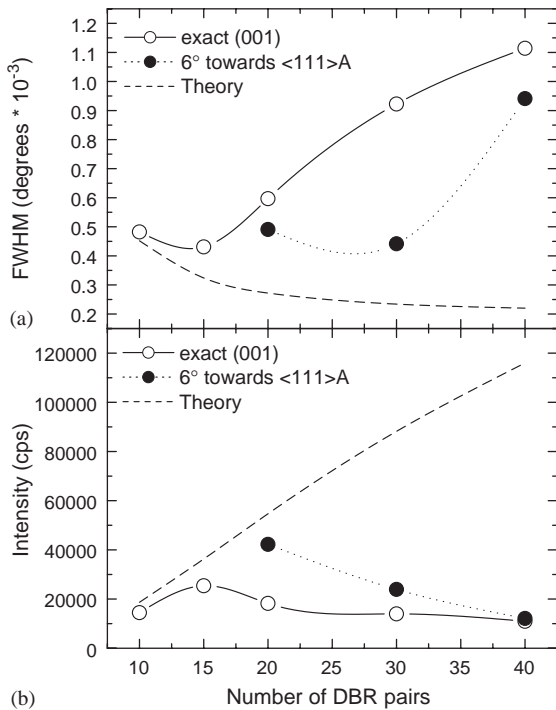 exact (001)
6° towards <111>A
Theory
FWHM (degrees * 10^-3)
1.2
1.1
1.0
0.9
0.8
0.7
0.6
0.5
0.4
0.3
0.2
(a)
exact (001)
6° towards <111>A
Theory
Intensity (cps)
120000
100000
80000
60000
40000
20000
0
10 15 20 25 30 35 40
(b)
Number of DBR pairs